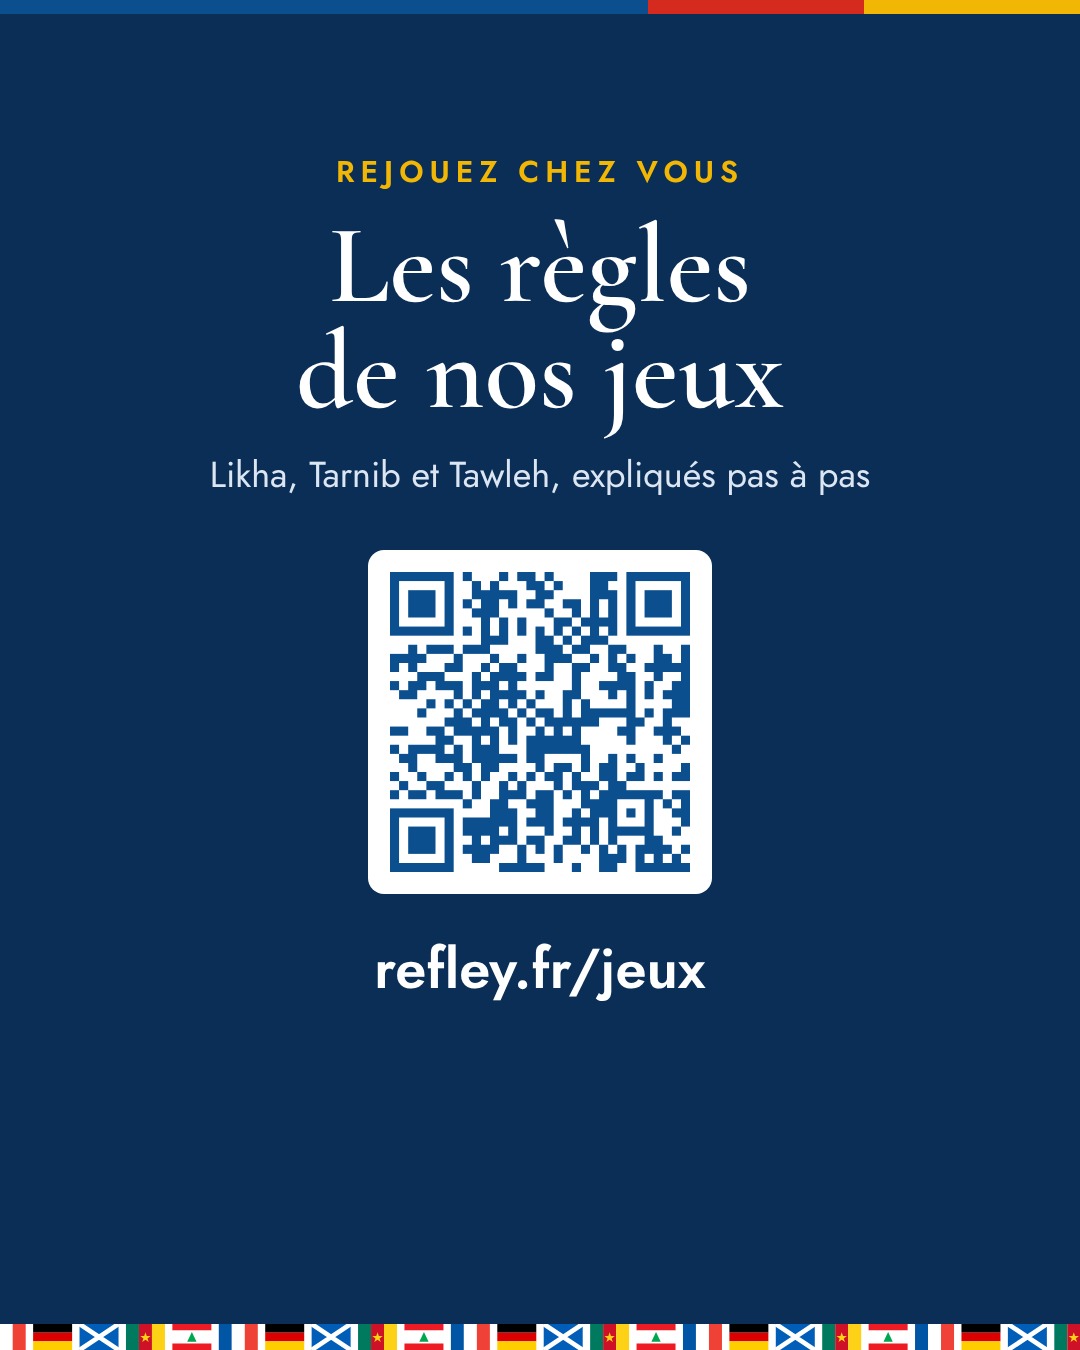 REJOUEZ CHEZ VOUS
Les règles
de nos jeux
Likha, Tarnib et Tawleh, expliqués pas à pas
refley.fr/jeux